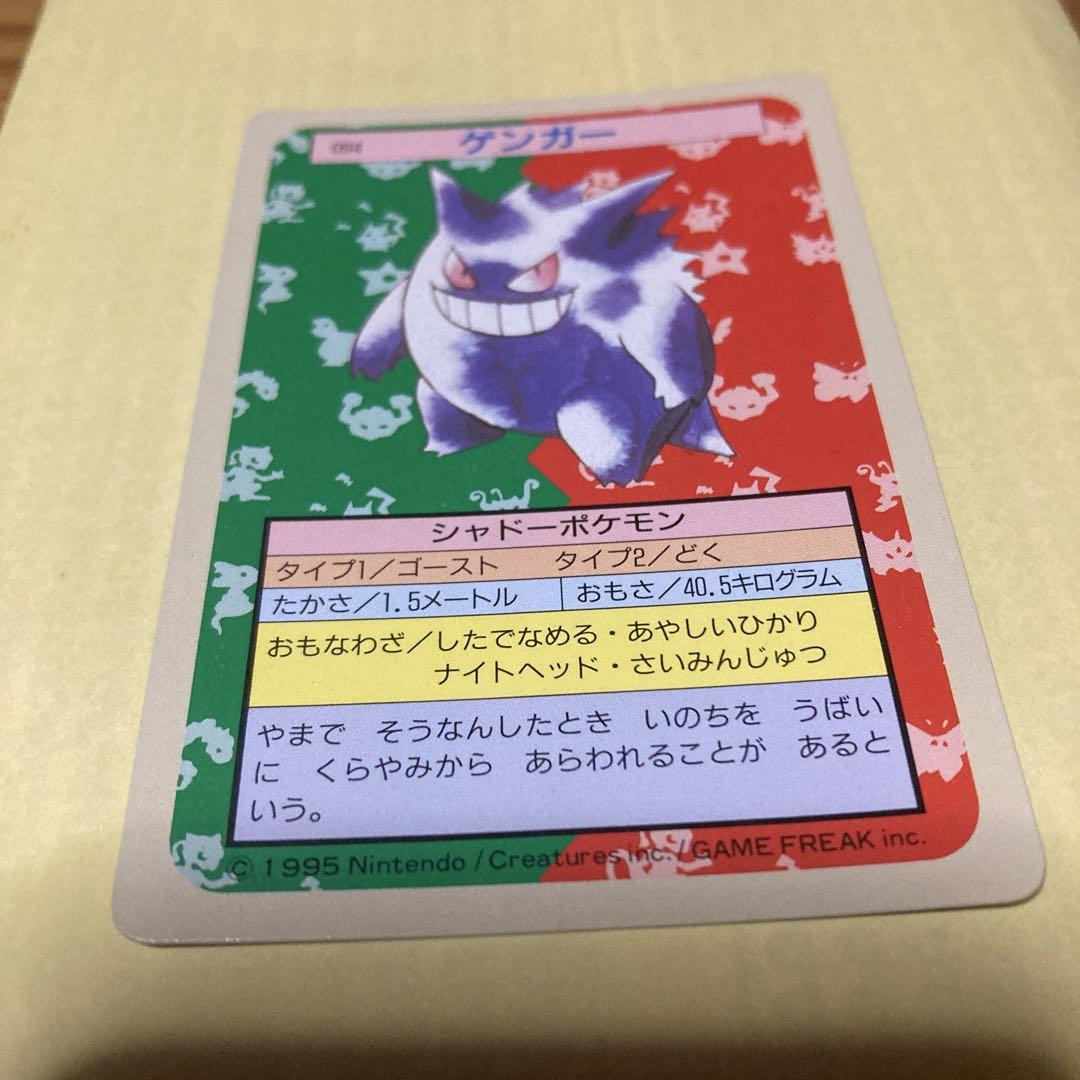 094 ゲンガー
シャドーポケモン
タイプ1／ゴースト　タイプ2／どく
たかさ／1.5メートル　おもさ／40.5キログラム
おもなわざ／したでなめる・あやしいひかり
ナイトヘッド・さいみんじゅつ
やまで　そうなんしたとき　いのちを　うばい
に　くらやみから　あらわれることが　あると
いう。
© 1995 Nintendo / Creatures inc. / GAME FREAK inc.